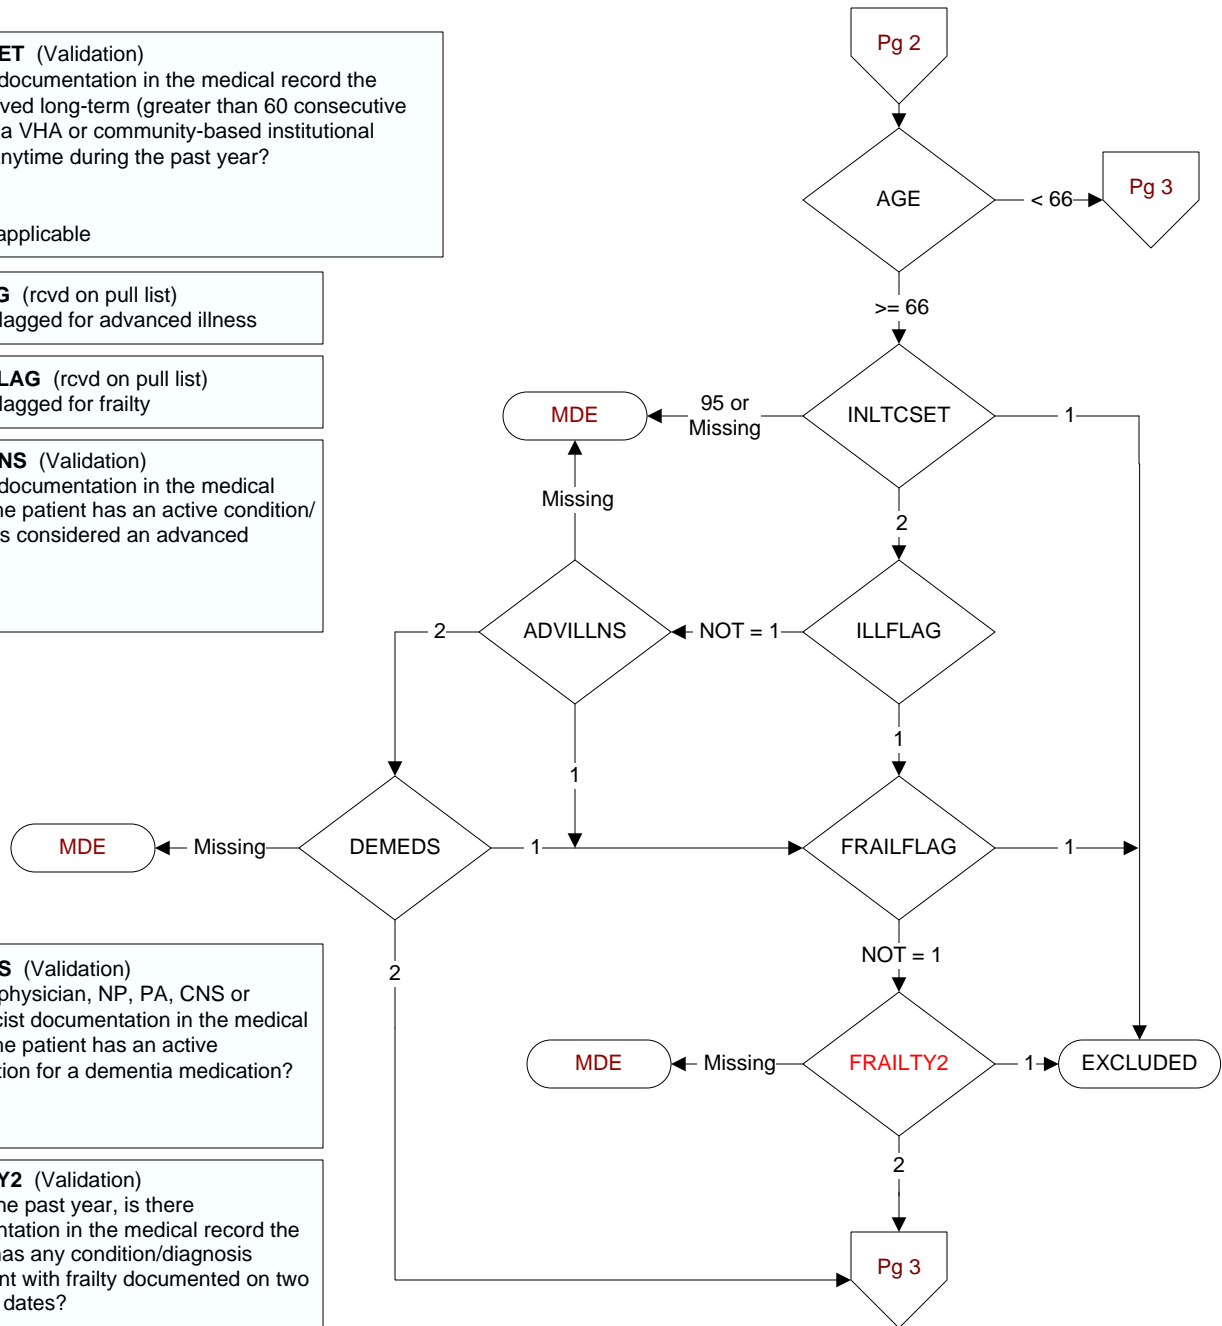 ET (Validation)
documentation in the medical record the
ved long-term (greater than 60 consecutive
a VHA or community-based institutional
nytime during the past year?
applicable
G (rcvd on pull list)
lagged for advanced illness
LAG (rcvd on pull list)
lagged for frailty
NS (Validation)
documentation in the medical
ne patient has an active condition/
s considered an advanced
S (Validation)
physician, NP, PA, CNS or
cist documentation in the medical
ne patient has an active
tion for a dementia medication?
Y2 (Validation)
ne past year, is there
ntation in the medical record the
has any condition/diagnosis
nt with frailty documented on two
dates?
Pg 2
AGE
< 66
Pg 3
>= 66
MDE
95 or
Missing
INLTCSET
1
Missing
2
2
ADVILLNS
NOT = 1
ILLFLAG
1
1
MDE
Missing
DEMEDS
1
FRAILFLAG
1
2
NOT = 1
MDE
Missing
FRAILTY2
1
EXCLUDED
2
Pg 3